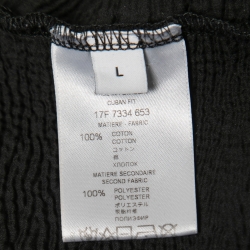 L
CUBAN FIT
17F 7334 653
MATIERE - FABRIC
100% COTON
COTTON
コットン
棉
ХЛОПОК
MATIERE SECONDAIRE
SECOND FABRIC
100% POLYESTER
POLYESTER
ポリエステル
ПОЛИЭСТЕР